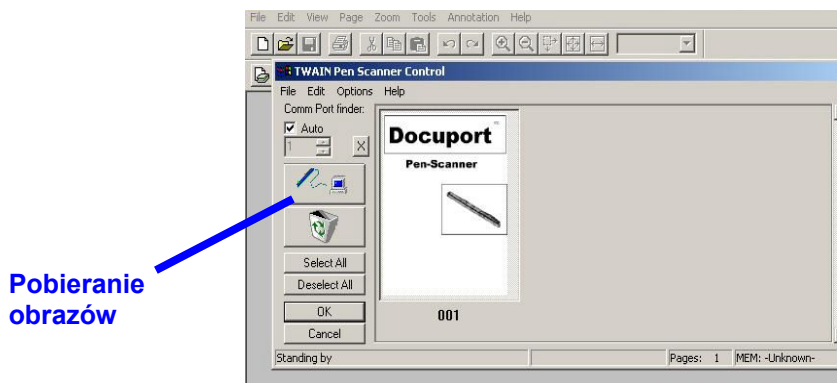 File Edit View Page Zoom Tools Annotation Help
TWAIN Pen Scanner Control
File Edit Options Help
Comm Port finder:
Auto
1
X
Docuport
Pen-Scanner
Select All
Deselect All
OK
Cancel
001
Pobieranie
obrazów
Standing by
Pages: 1 MEM: -Unknown-